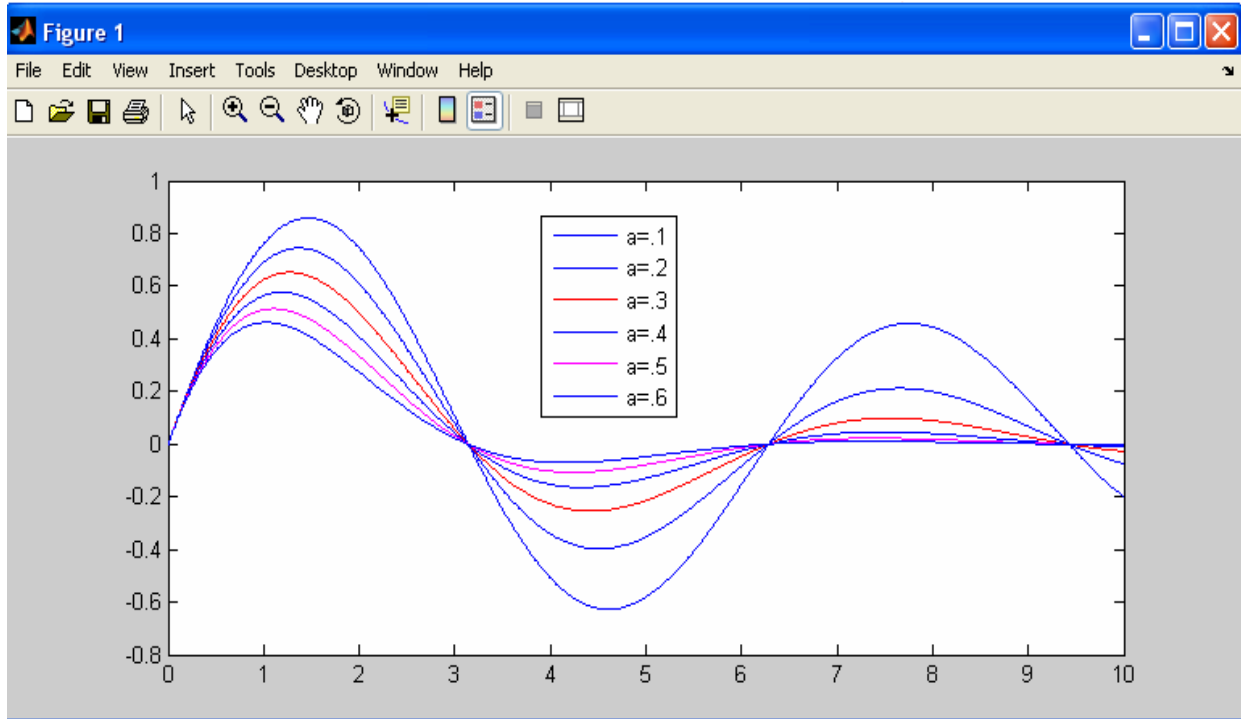 Figure 1
File Edit View Insert Tools Desktop Window Help
1
0.8
0.6
0.4
0.2
0
-0.2
-0.4
-0.6
-0.8
a=.1
a=.2
a=.3
a=.4
a=.5
a=.6
0 1 2 3 4 5 6 7 8 9 10